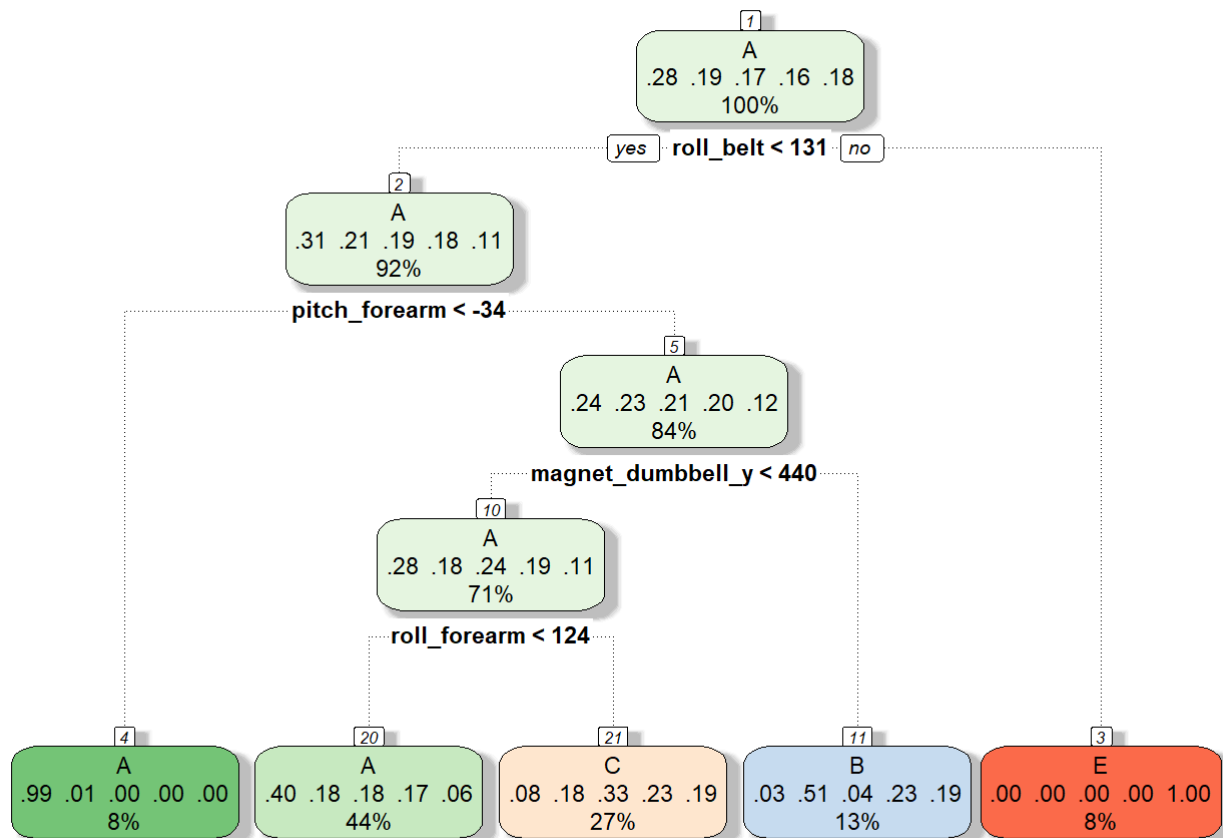 1
A
.28 .19 .17 .16 .18
100%
yes roll_belt < 131 no
2
A
.31 .21 .19 .18 .11
92%
pitch_forearm < -34
5
A
.24 .23 .21 .20 .12
84%
magnet_dumbbell_y < 440
10
A
.28 .18 .24 .19 .11
71%
roll_forearm < 124
4
A
.99 .01 .00 .00 .00
8%
20
A
.40 .18 .18 .17 .06
44%
21
C
.08 .18 .33 .23 .19
27%
11
B
.03 .51 .04 .23 .19
13%
3
E
.00 .00 .00 .00 1.00
8%